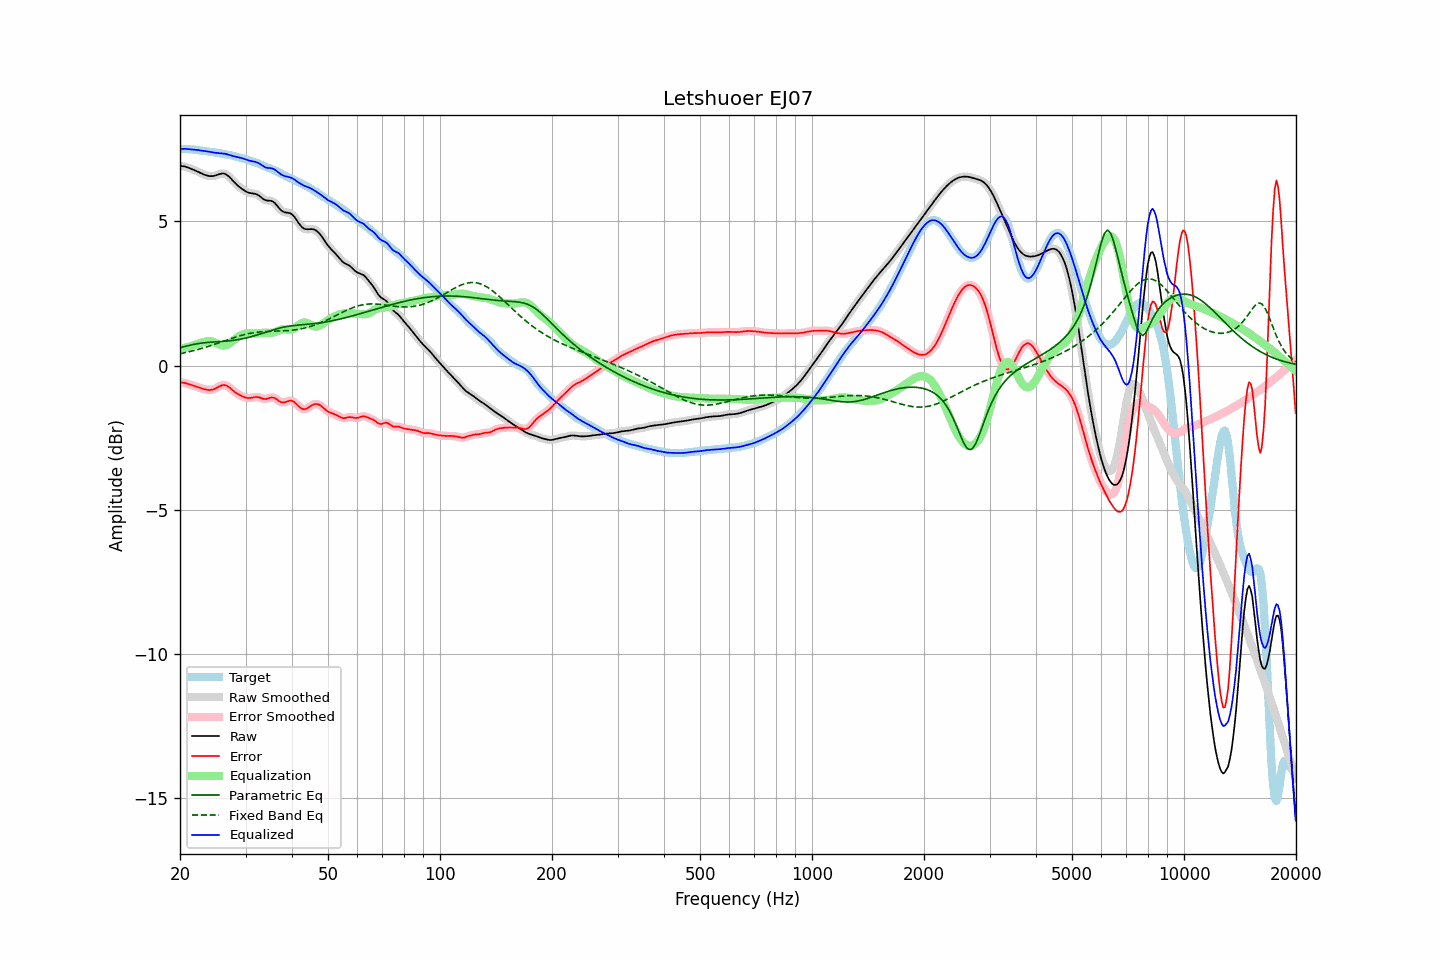 Letshuoer EJ07
Amplitude (dBr)
5
0
−5
−10
−15
Target
Raw Smoothed
Error Smoothed
Raw
Error
Equalization
Parametric Eq
Fixed Band Eq
Equalized
20
50
100
200
500
1000
2000
5000
10000
20000
Frequency (Hz)